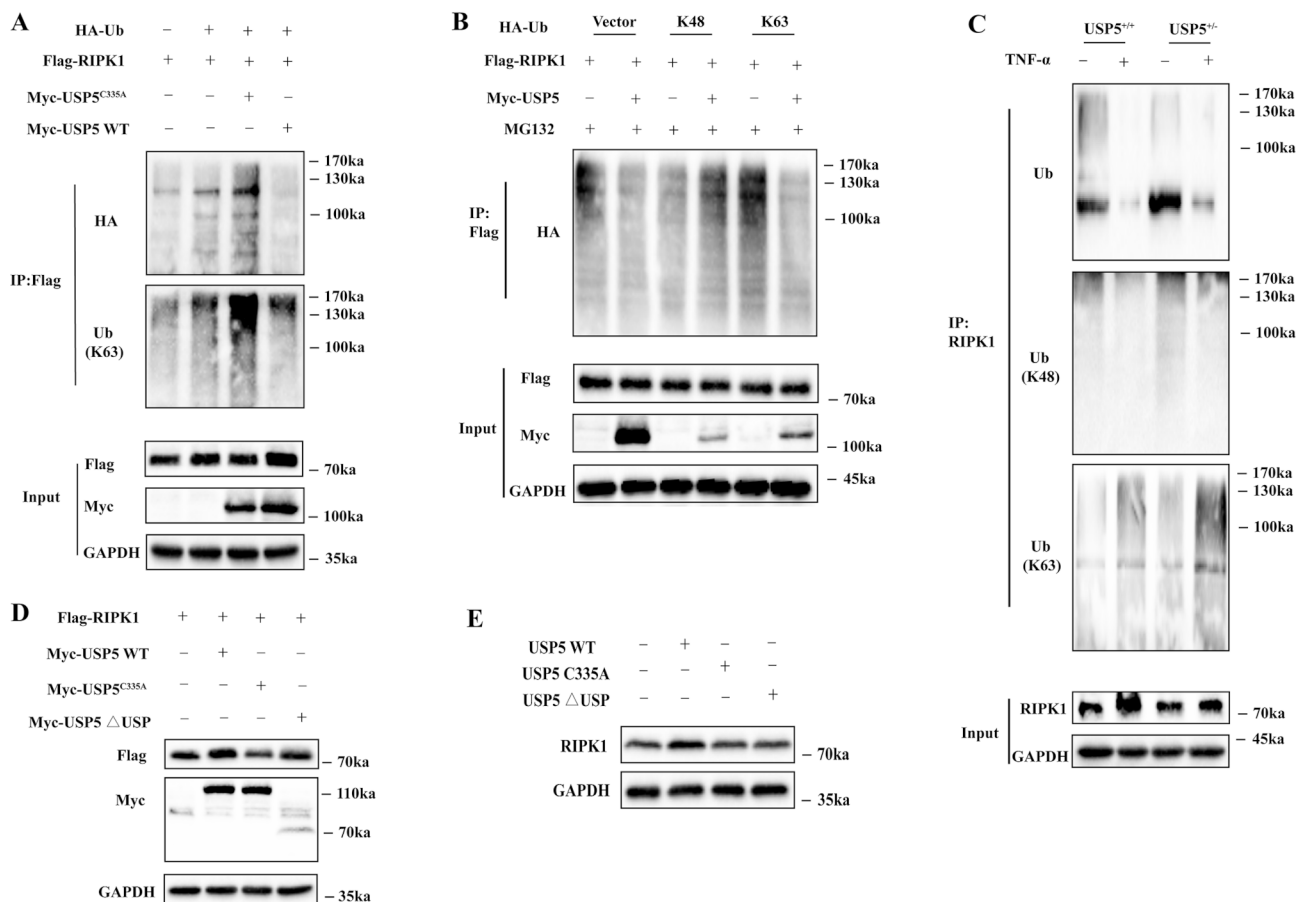 A
HA-Ub − + + +
Flag-RIPK1 + + + +
Myc-USP5C335A − − + −
Myc-USP5 WT − − − +
IP:Flag
HA
− 170ka
− 130ka
− 100ka
Ub
(K63)
− 170ka
− 130ka
− 100ka
Input
Flag − 70ka
Myc − 100ka
GAPDH − 35ka
B
HA-Ub Vector K48 K63
Flag-RIPK1 + + + + + +
Myc-USP5 − + − + − +
MG132 + + + + + +
IP:
Flag
HA
− 170ka
− 130ka
− 100ka
Input
Flag − 70ka
Myc − 100ka
GAPDH − 45ka
C
USP5+/+ USP5+/-
TNF-α − + − +
IP:
RIPK1
Ub
− 170ka
− 130ka
− 100ka
Ub
(K48)
− 170ka
− 130ka
− 100ka
Ub
(K63)
− 170ka
− 130ka
− 100ka
Input
RIPK1 − 70ka
− 45ka
GAPDH
D
Flag-RIPK1 + + + +
Myc-USP5 WT − + − −
Myc-USP5C335A − − + −
Myc-USP5 △USP − − − +
Flag − 70ka
Myc − 110ka
− 70ka
GAPDH − 35ka
E
USP5 WT − + − −
USP5 C335A − − + −
USP5 △USP − − − +
RIPK1 − 70ka
GAPDH − 35ka